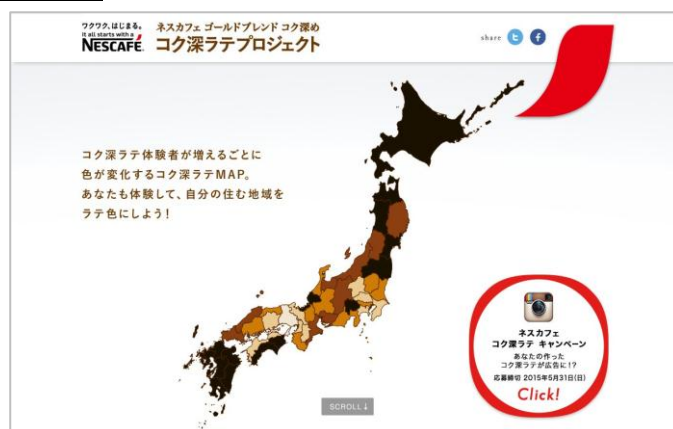 ワクワク、はじまる。
It all starts with a
NESCAFÉ.
ネスカフェ ゴールドブレンド コク深め
コク深ラテプロジェクト
share
コク深ラテ体験者が増えるごとに
色が変化するコク深ラテMAP。
あなたも体験して、自分の住む地域を
ラテ色にしよう！
ネスカフェ
コク深ラテ キャンペーン
あなたの作った
コク深ラテが広告に！？
応募締切 2015年5月31日(日)
Click!
SCROLL↓